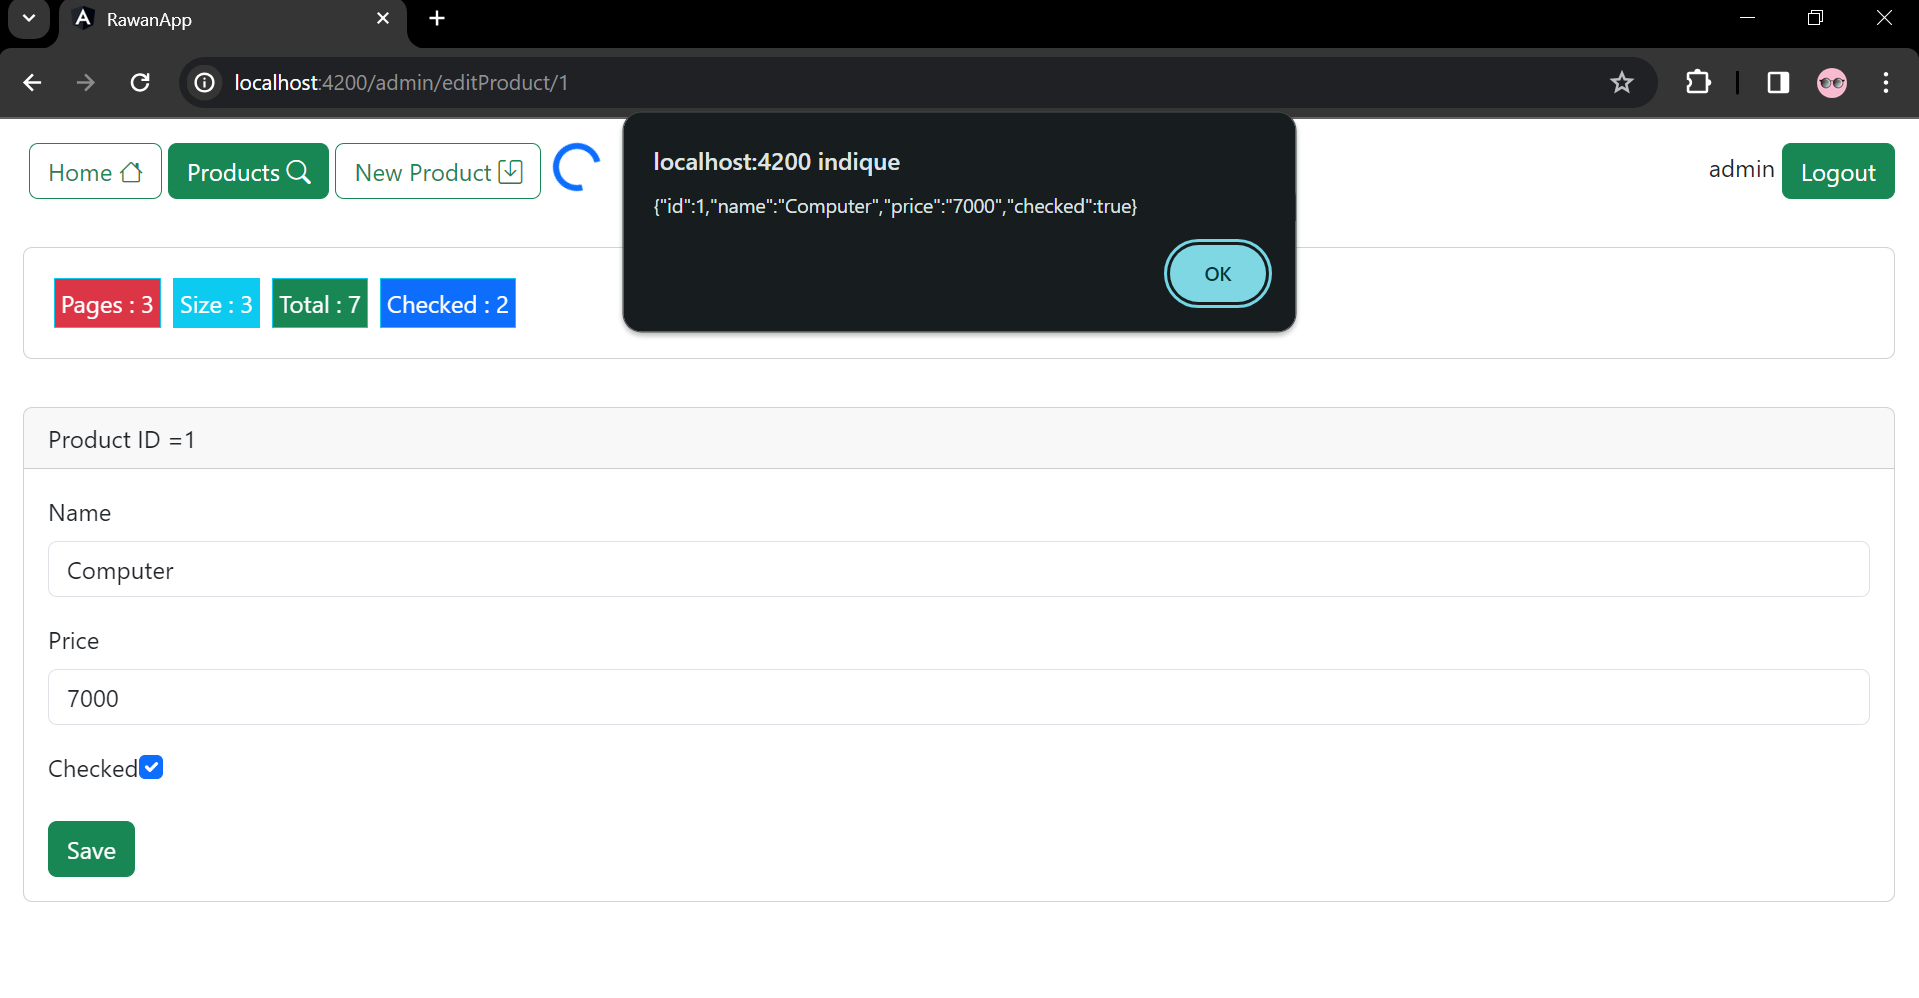 RawanApp
localhost:4200/admin/editProduct/1
localhost:4200 indique
{"id":1,"name":"Computer","price":"7000","checked":true}
OK
Home Products New Product admin Logout
Pages : 3 Size : 3 Total : 7 Checked : 2
Product ID =1
Name
Computer
Price
7000
Checked
Save